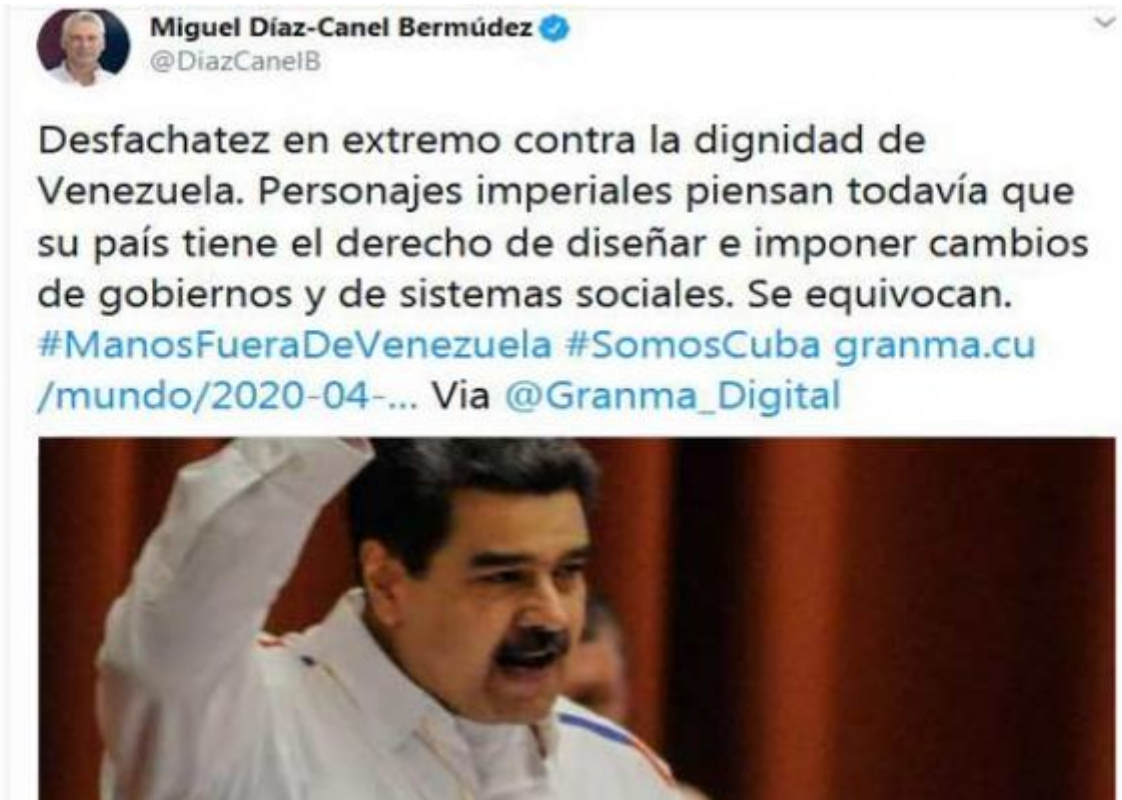 Miguel Díaz-Canel Bermúdez
@DiazCanelB
Desfachatez en extremo contra la dignidad de
Venezuela. Personajes imperiales piensan todavía que
su país tiene el derecho de diseñar e imponer cambios
de gobiernos y de sistemas sociales. Se equivocan.
#ManosFueraDeVenezuela #SomosCuba granma.cu
/mundo/2020-04-... Via @Granma_Digital